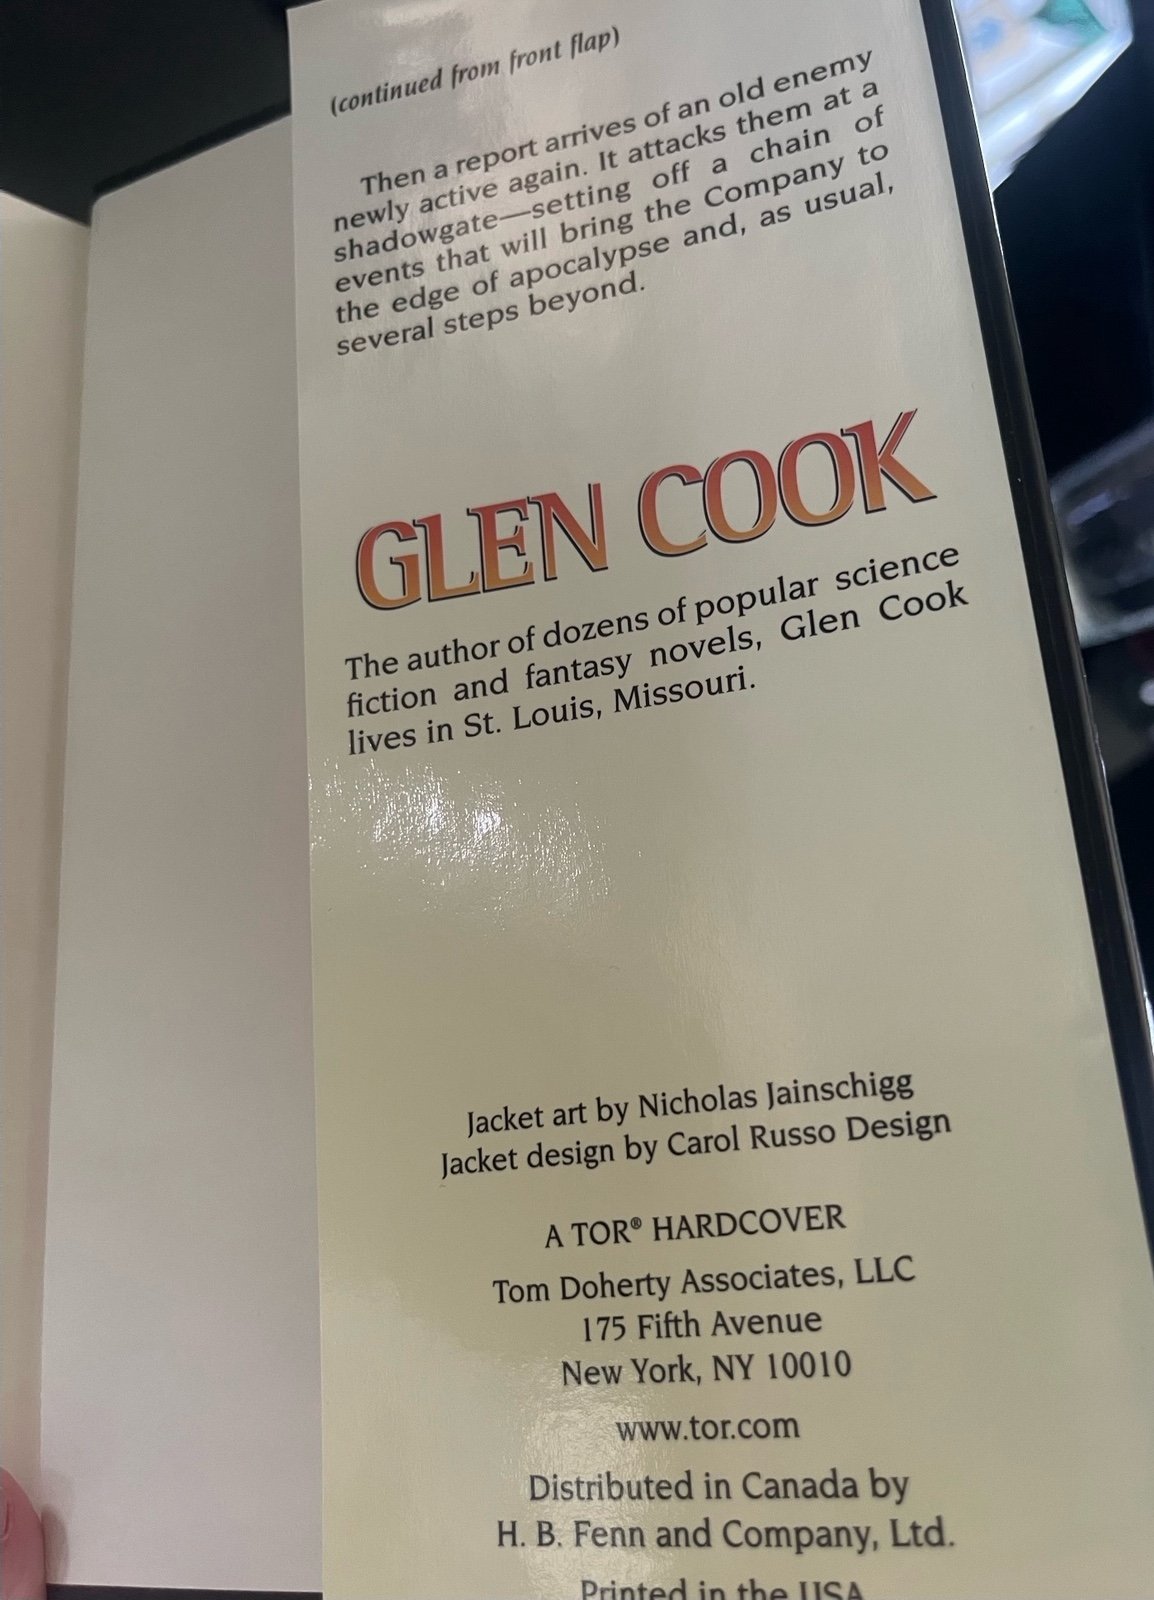 (continued from front flap)
Then a report arrives of an old enemy
newly active again. It attacks them at a
shadowgate—setting off a chain of
events that will bring the Company to
the edge of apocalypse and, as usual,
several steps beyond.
GLEN COOK
The author of dozens of popular science
fiction and fantasy novels, Glen Cook
lives in St. Louis, Missouri.
Jacket art by Nicholas Jainschigg
Jacket design by Carol Russo Design
A TOR® HARDCOVER
Tom Doherty Associates, LLC
175 Fifth Avenue
New York, NY 10010
www.tor.com
Distributed in Canada by
H. B. Fenn and Company, Ltd.
Printed in the USA